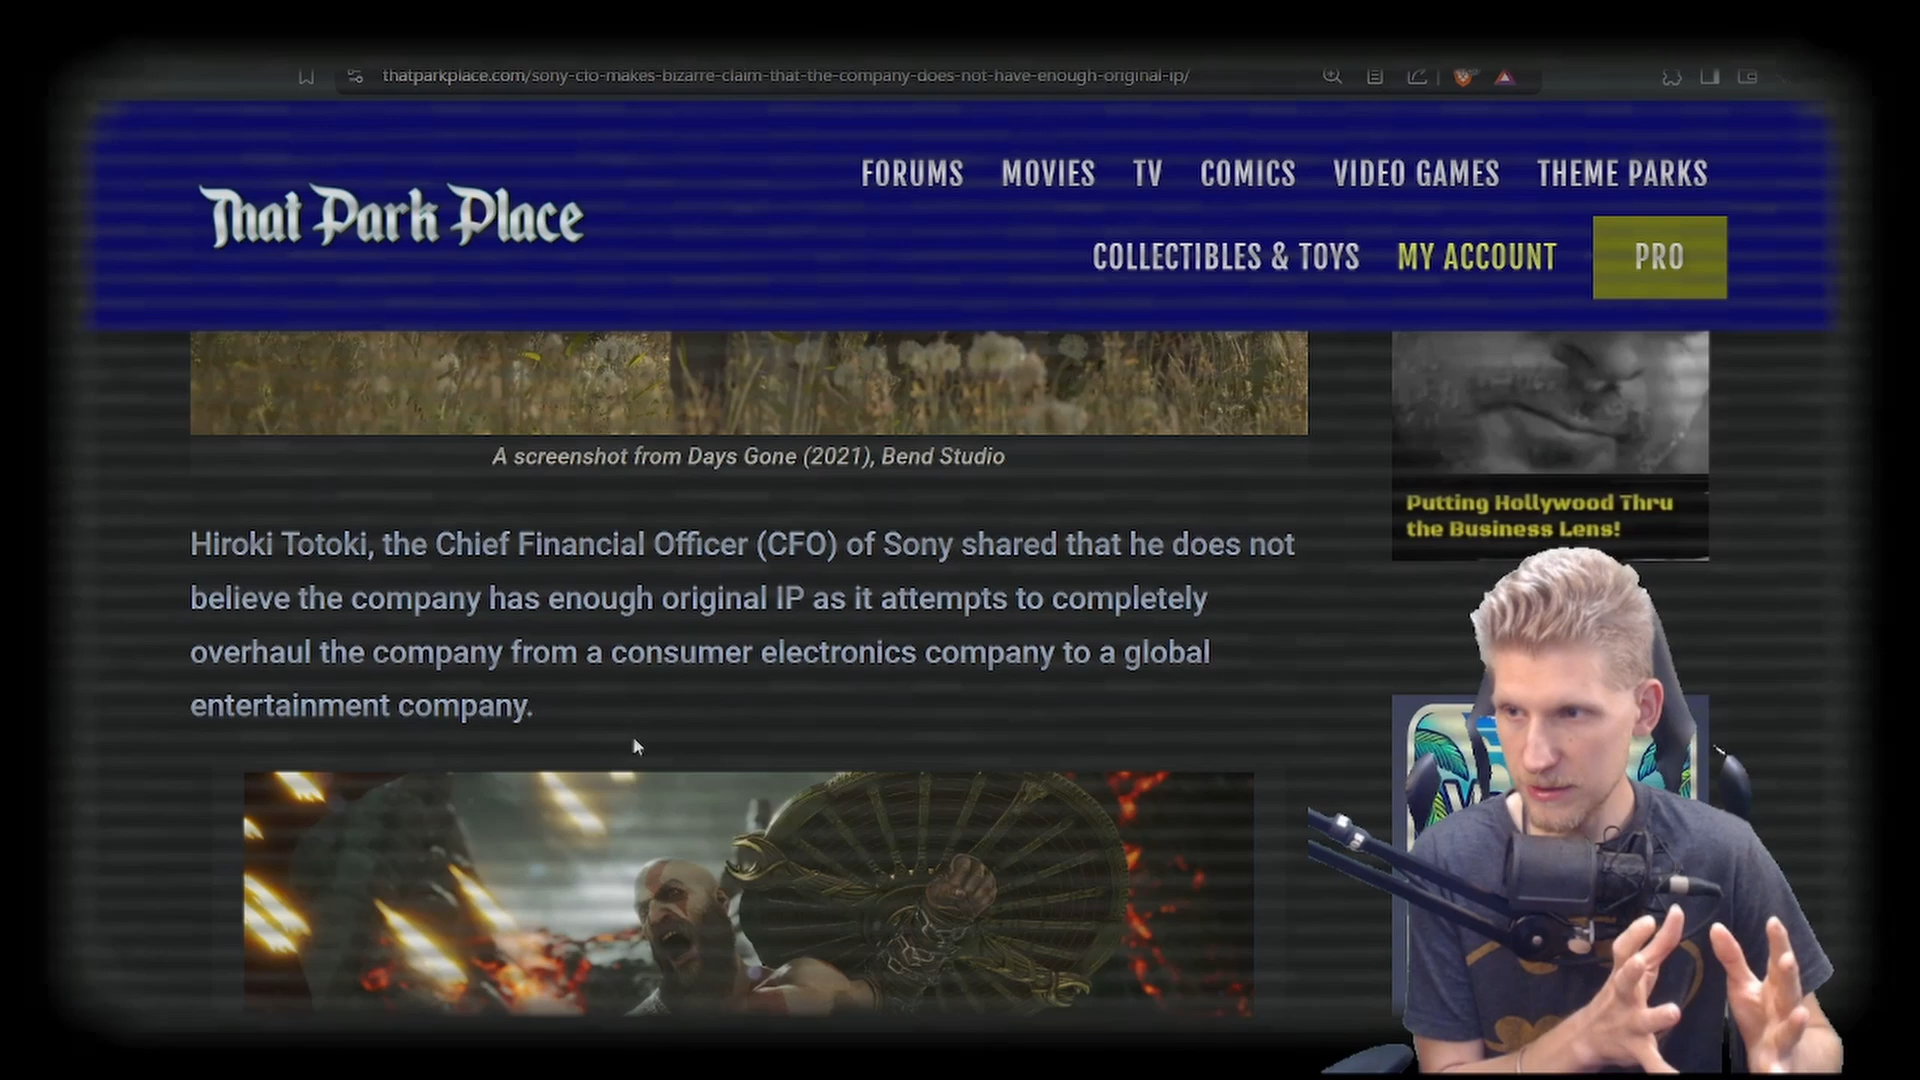 thatparkplace.com/sony-cfo-makes-bizarre-claim-that-the-company-does-not-have-enough-original-ip/
That Park Place
FORUMS MOVIES TV COMICS VIDEO GAMES THEME PARKS
COLLECTIBLES & TOYS MY ACCOUNT PRO
A screenshot from Days Gone (2021), Bend Studio
Putting Hollywood Thru
the Business Lens!
Hiroki Totoki, the Chief Financial Officer (CFO) of Sony shared that he does not
believe the company has enough original IP as it attempts to completely
overhaul the company from a consumer electronics company to a global
entertainment company.